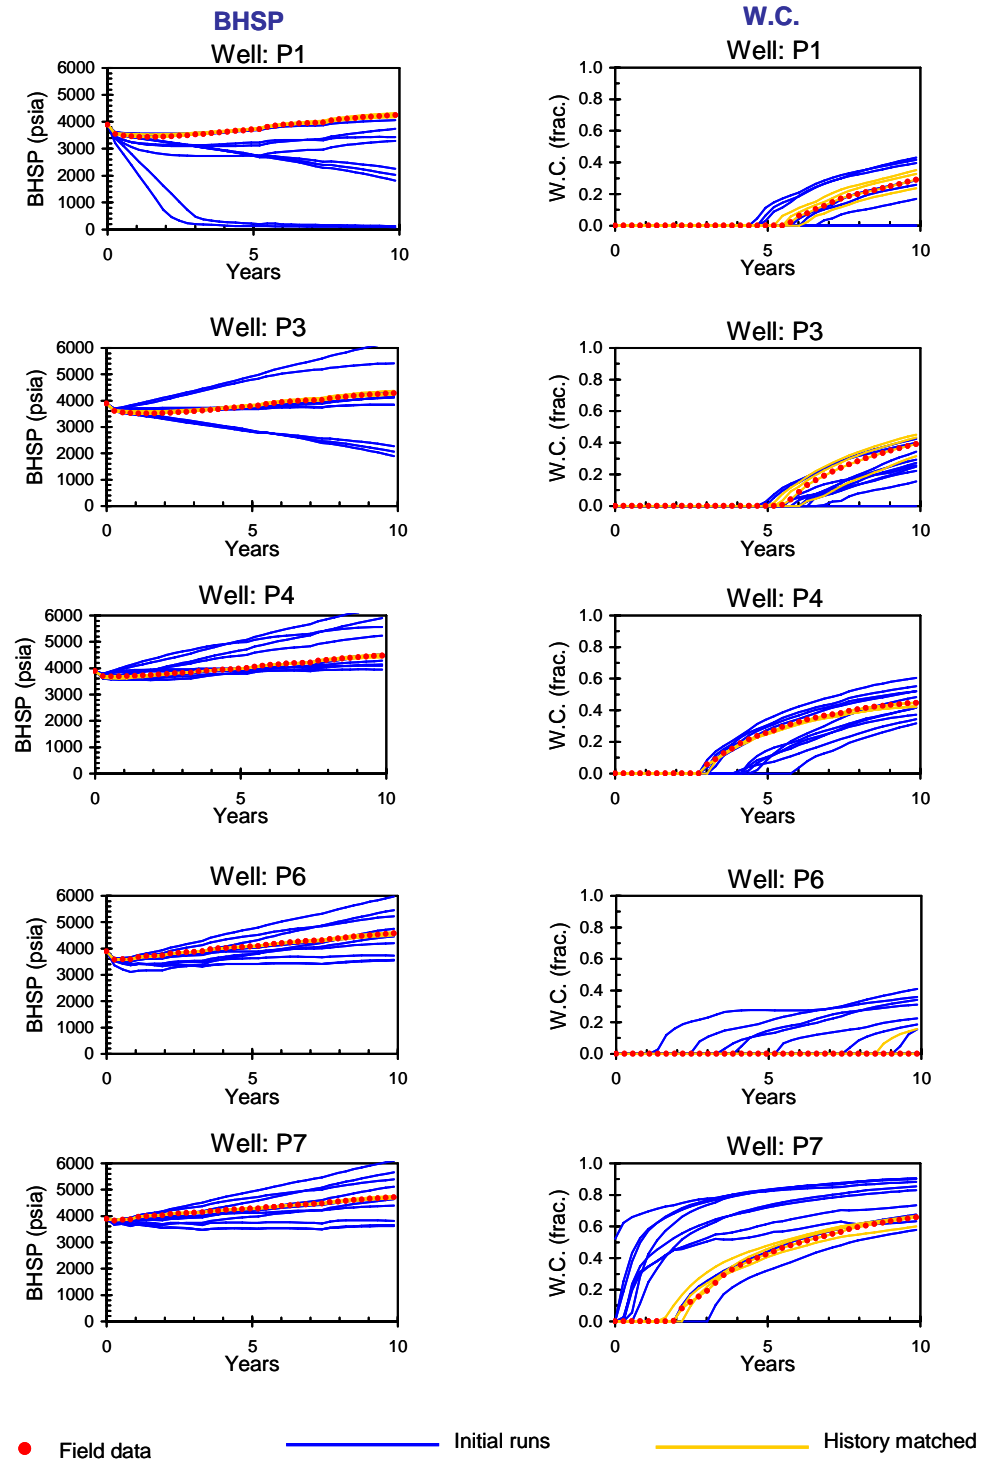 BHSP
W.C.
Well: P1
6000
5000
4000
3000
2000
1000
0
BHSP (psia)
0 5 10
Years
Well: P1
1.0
0.8
0.6
0.4
0.2
0.0
W.C. (frac.)
0 5 10
Years
Well: P3
6000
5000
4000
3000
2000
1000
0
BHSP (psia)
0 5 10
Years
Well: P3
1.0
0.8
0.6
0.4
0.2
0.0
W.C. (frac.)
0 5 10
Years
Well: P4
6000
5000
4000
3000
2000
1000
0
BHSP (psia)
0 5 10
Years
Well: P4
1.0
0.8
0.6
0.4
0.2
0.0
W.C. (frac.)
0 5 10
Years
Well: P6
6000
5000
4000
3000
2000
1000
0
BHSP (psia)
0 5 10
Years
Well: P6
1.0
0.8
0.6
0.4
0.2
0.0
W.C. (frac.)
0 5 10
Years
Well: P7
6000
5000
4000
3000
2000
1000
0
BHSP (psia)
0 5 10
Years
Well: P7
1.0
0.8
0.6
0.4
0.2
0.0
W.C. (frac.)
0 5 10
Years
Field data
Initial runs
History matched